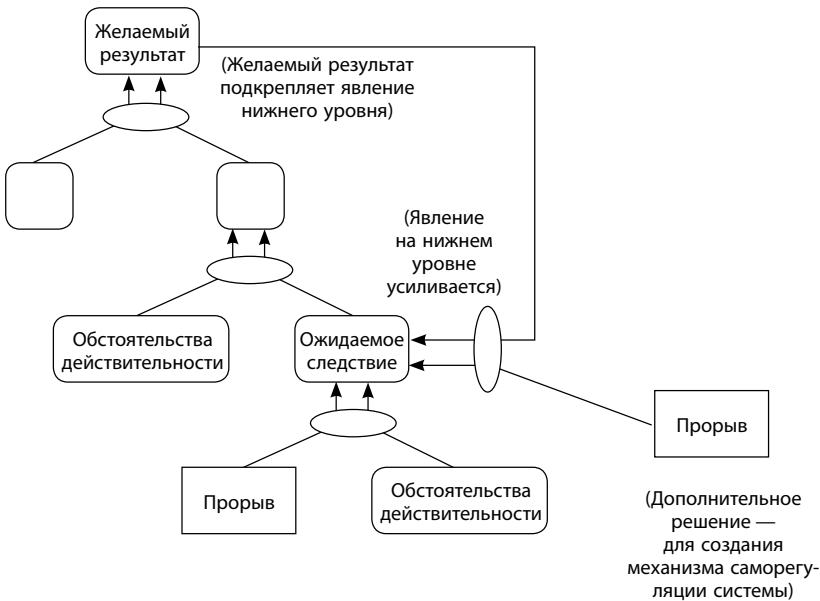 Желаемый
результат
(Желаемый результат
подкрепляет явление
нижнего уровня)
(Явление
на нижнем
уровне
усиливается)
Обстоятельства
действительности
Ожидаемое
следствие
Прорыв
Прорыв
Обстоятельства
действительности
(Дополнительное
решение —
для создания
механизма саморегу-
ляции системы)